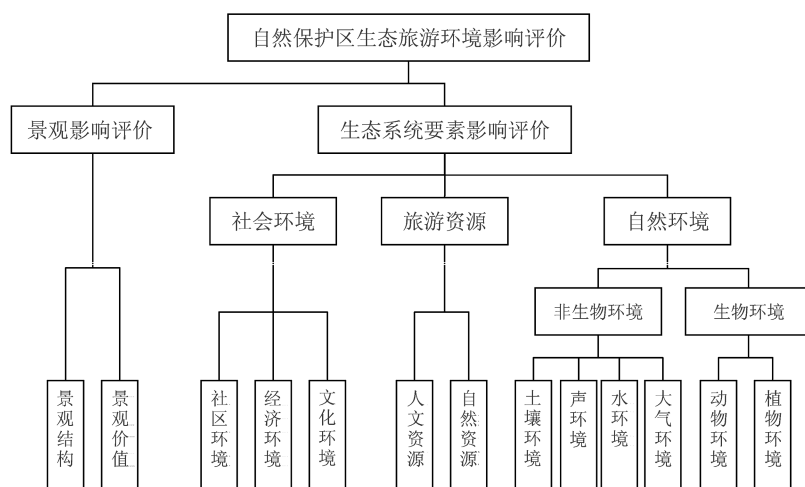 自然保护区生态旅游环境影响评价
景观影响评价
生态系统要素影响评价
社会环境
旅游资源
自然环境
非生物环境
生物环境
景观结构
景观价值
社区环境
经济环境
文化环境
人文资源
自然资源
土壤环境
声环境
水环境
大气环境
动物环境
植物环境